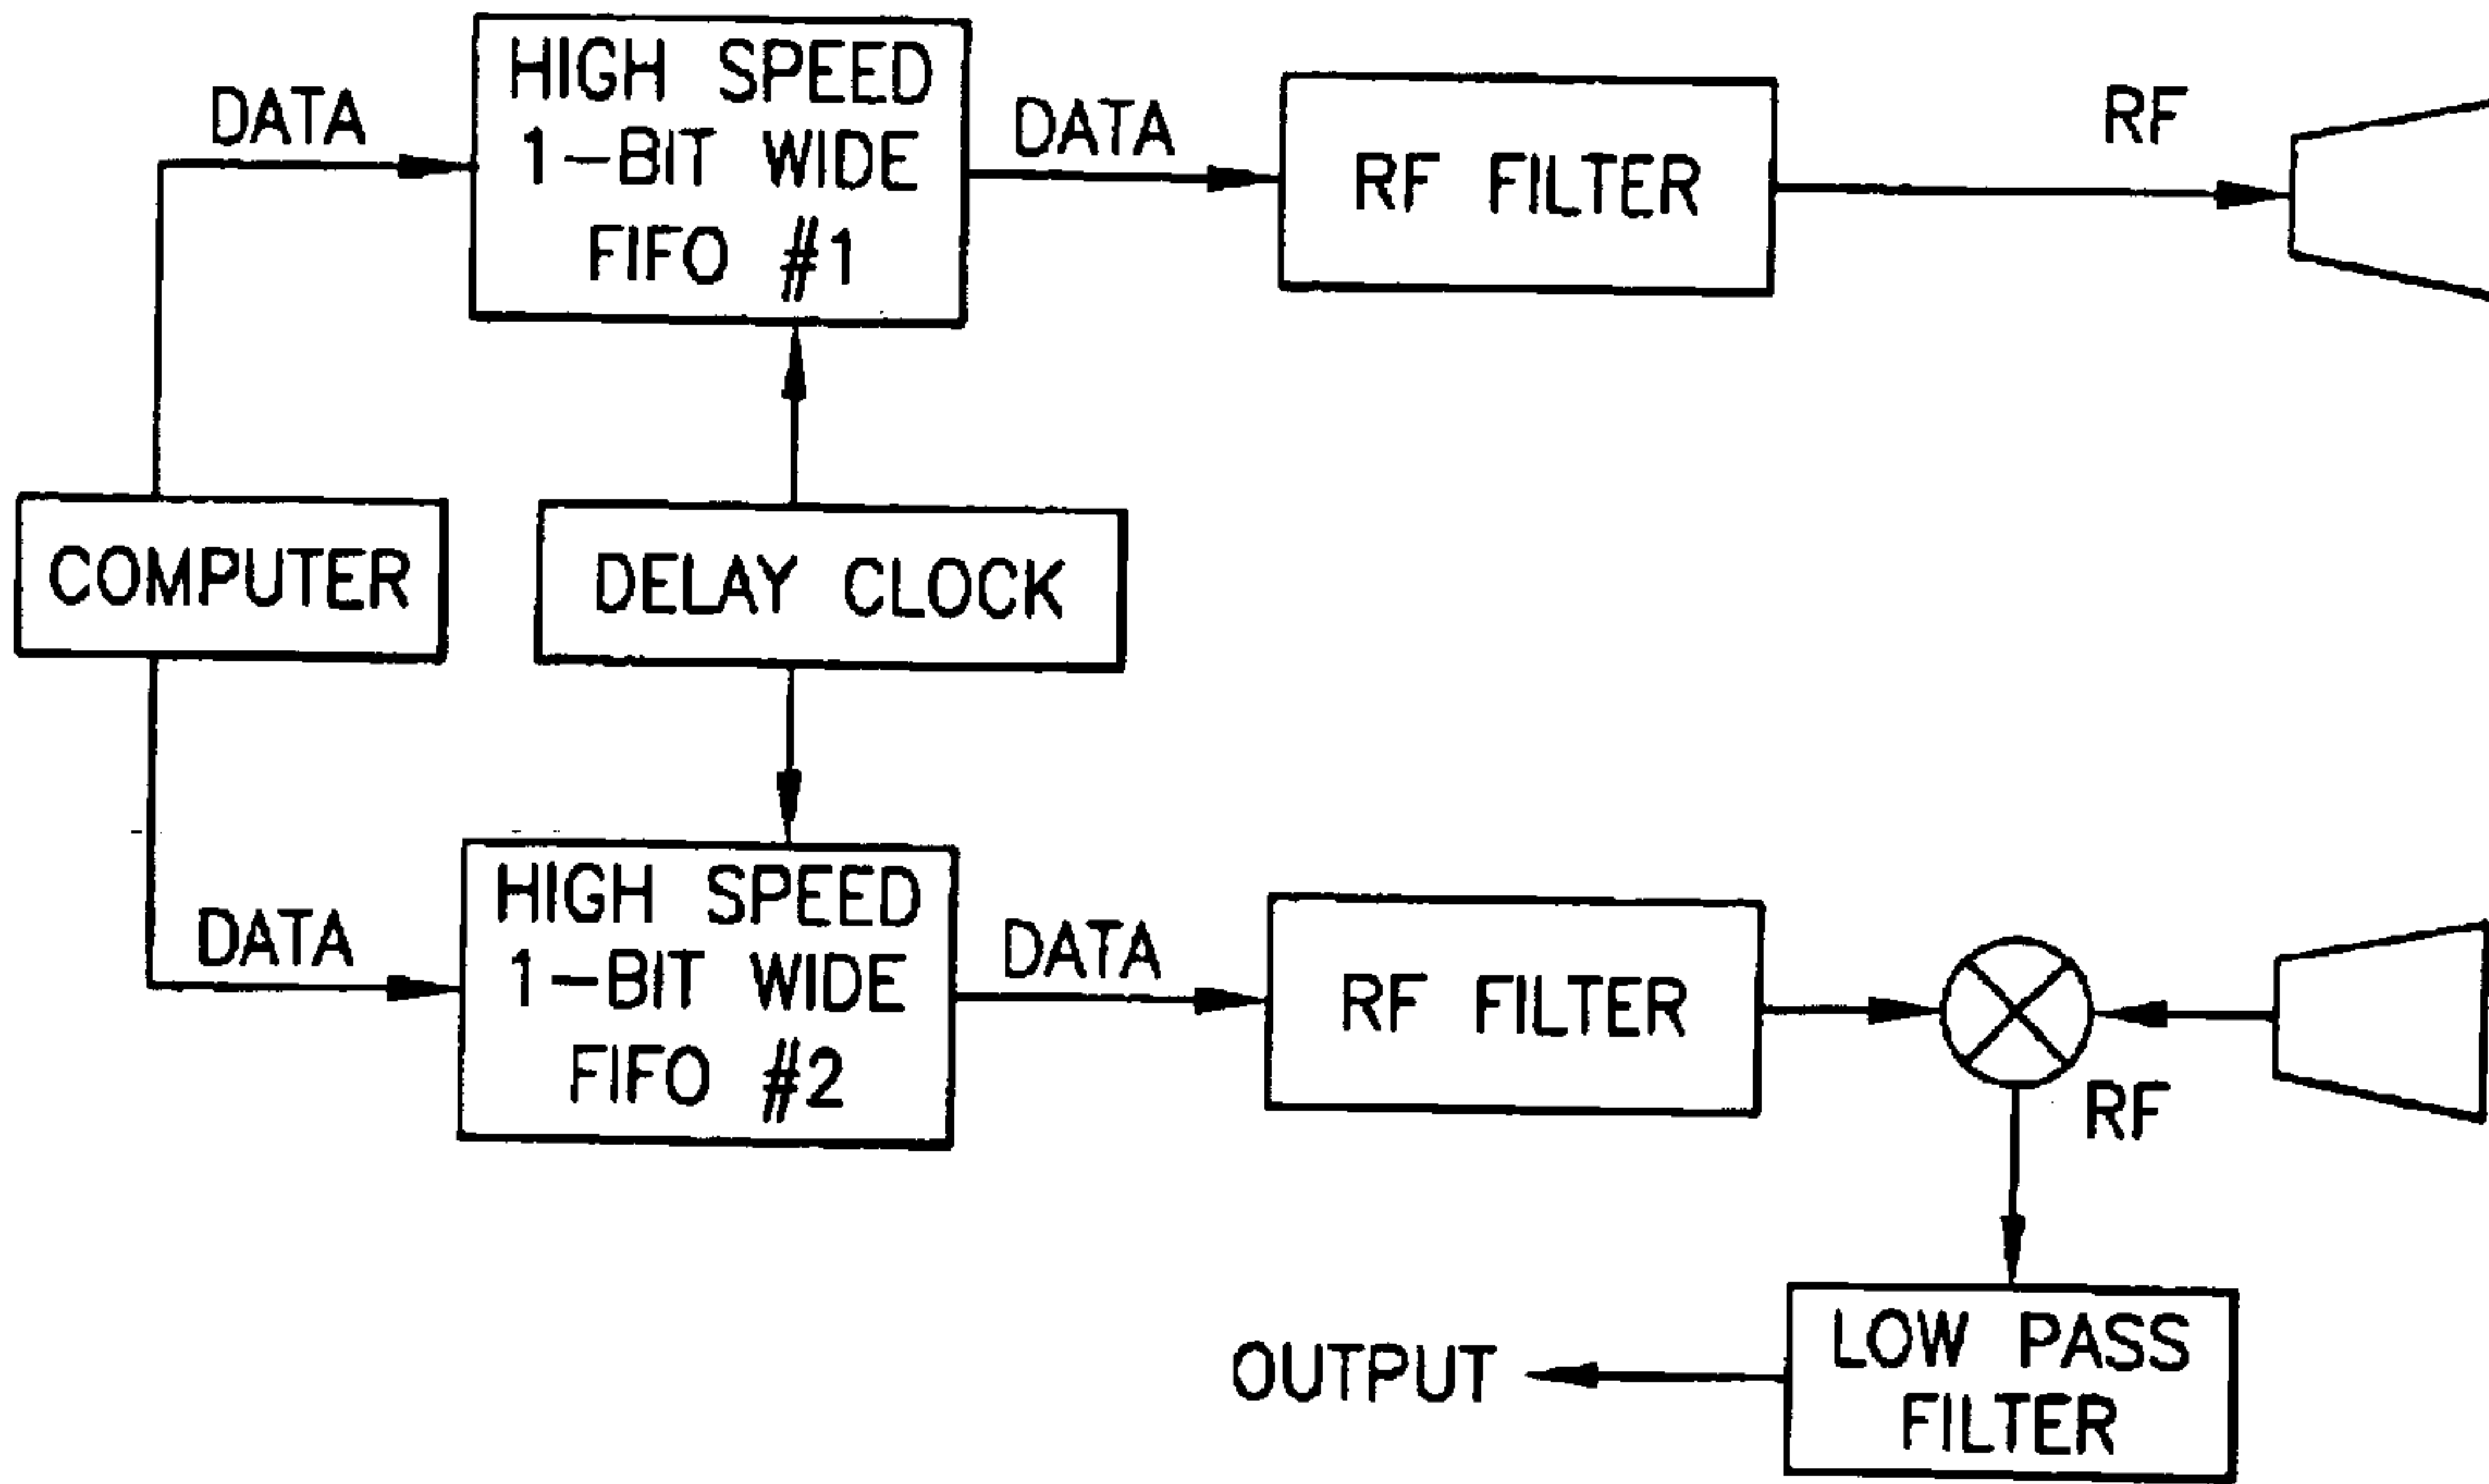 HIGH SPEED
1-BIT WIDE
FIFO #1
DATA
DATA
RF FILTER
RF
COMPUTER
DELAY CLOCK
HIGH SPEED
1-BIT WIDE
FIFO #2
DATA
DATA
RF FILTER
RF
LOW PASS
FILTER
OUTPUT